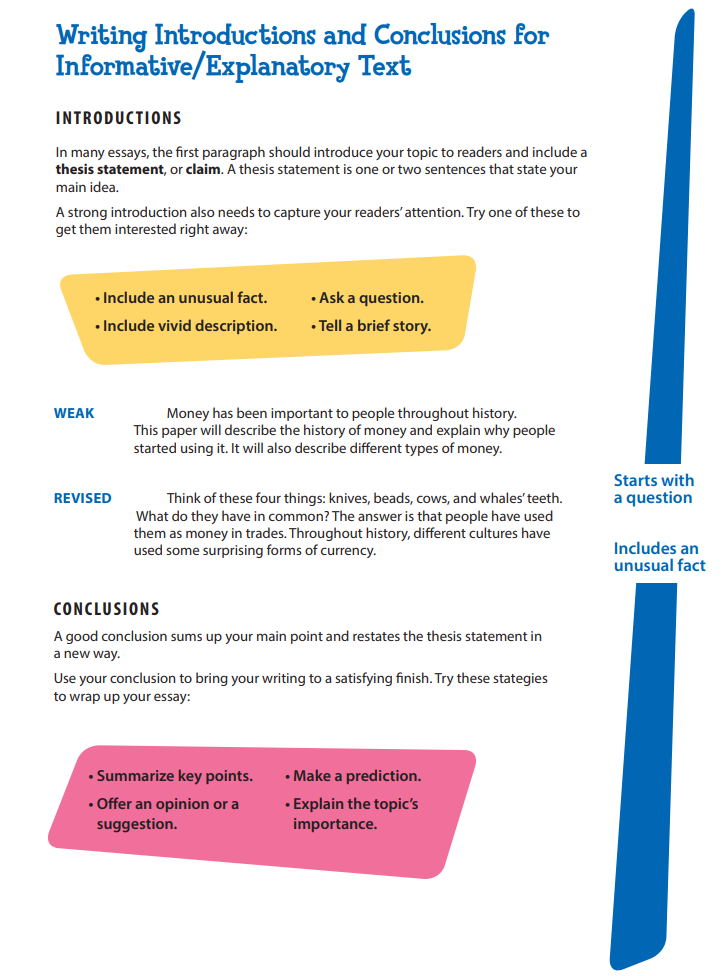 Writing Introductions and Conclusions for
Informative/Explanatory Text
INTRODUCTIONS
In many essays, the first paragraph should introduce your topic to readers and include a
thesis statement, or claim. A thesis statement is one or two sentences that state your
main idea.
A strong introduction also needs to capture your readers' attention. Try one of these to
get them interested right away:
• Include an unusual fact.
• Include vivid description.
• Ask a question.
• Tell a brief story.
WEAK
Money has been important to people throughout history.
This paper will describe the history of money and explain why people
started using it. It will also describe different types of money.
REVISED
Think of these four things: knives, beads, cows, and whales' teeth.
What do they have in common? The answer is that people have used
them as money in trades. Throughout history, different cultures have
used some surprising forms of currency.
Starts with
a question
Includes an
unusual fact
CONCLUSIONS
A good conclusion sums up your main point and restates the thesis statement in
a new way.
Use your conclusion to bring your writing to a satisfying finish. Try these stategies
to wrap up your essay:
• Summarize key points.
• Offer an opinion or a
suggestion.
• Make a prediction.
• Explain the topic's
importance.